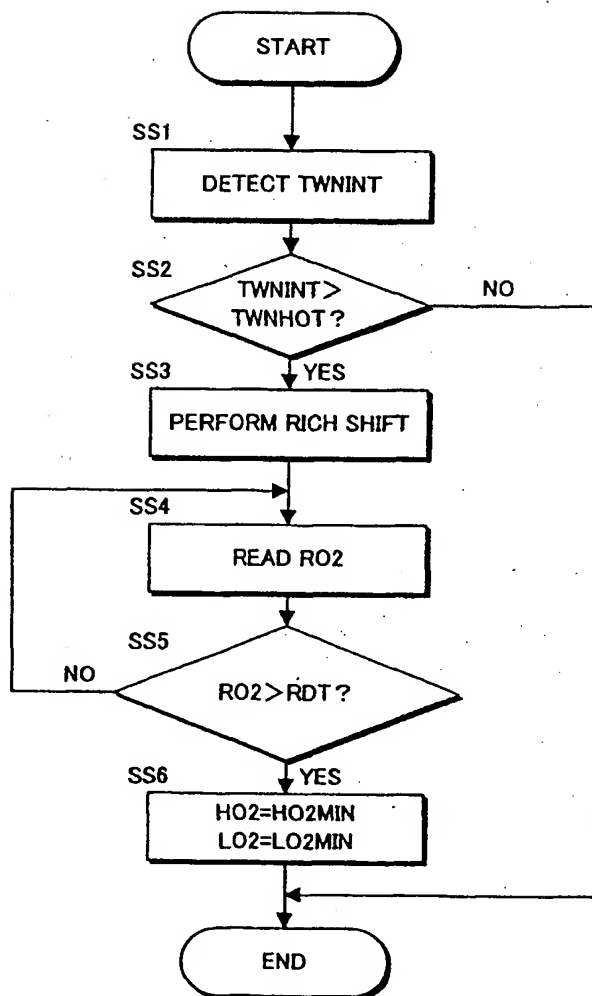 START
SS1
DETECT TWNINT
SS2
TWNINT>
TWNHOT?
NO
YES
SS3
PERFORM RICH SHIFT
SS4
READ RO2
SS5
NO
RO2>RDT?
YES
SS6
HO2=HO2MIN
LO2=LO2MIN
END